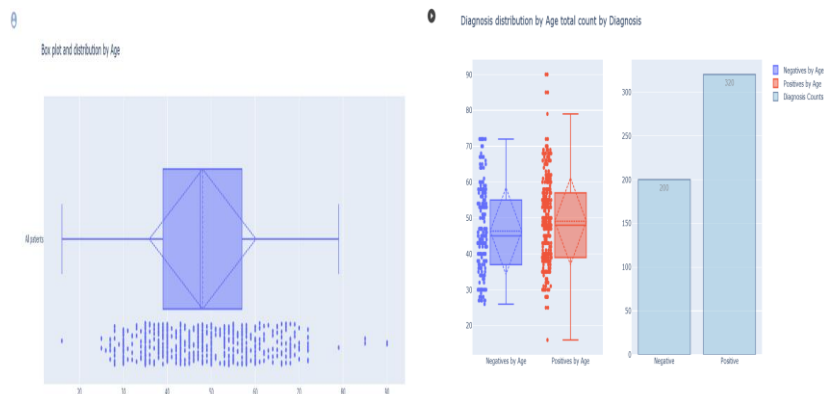 Box plot and distribution by Age
All patients
20
30
40
50
60
70
80
90
Diagnosis distribution by Age total count by Diagnosis
90
80
70
60
50
40
30
20
Negatives by Age
Positives by Age
300
250
200
150
100
50
0
200
320
Negative
Positive
Negatives by Age
Positives by Age
Diagnosis Counts